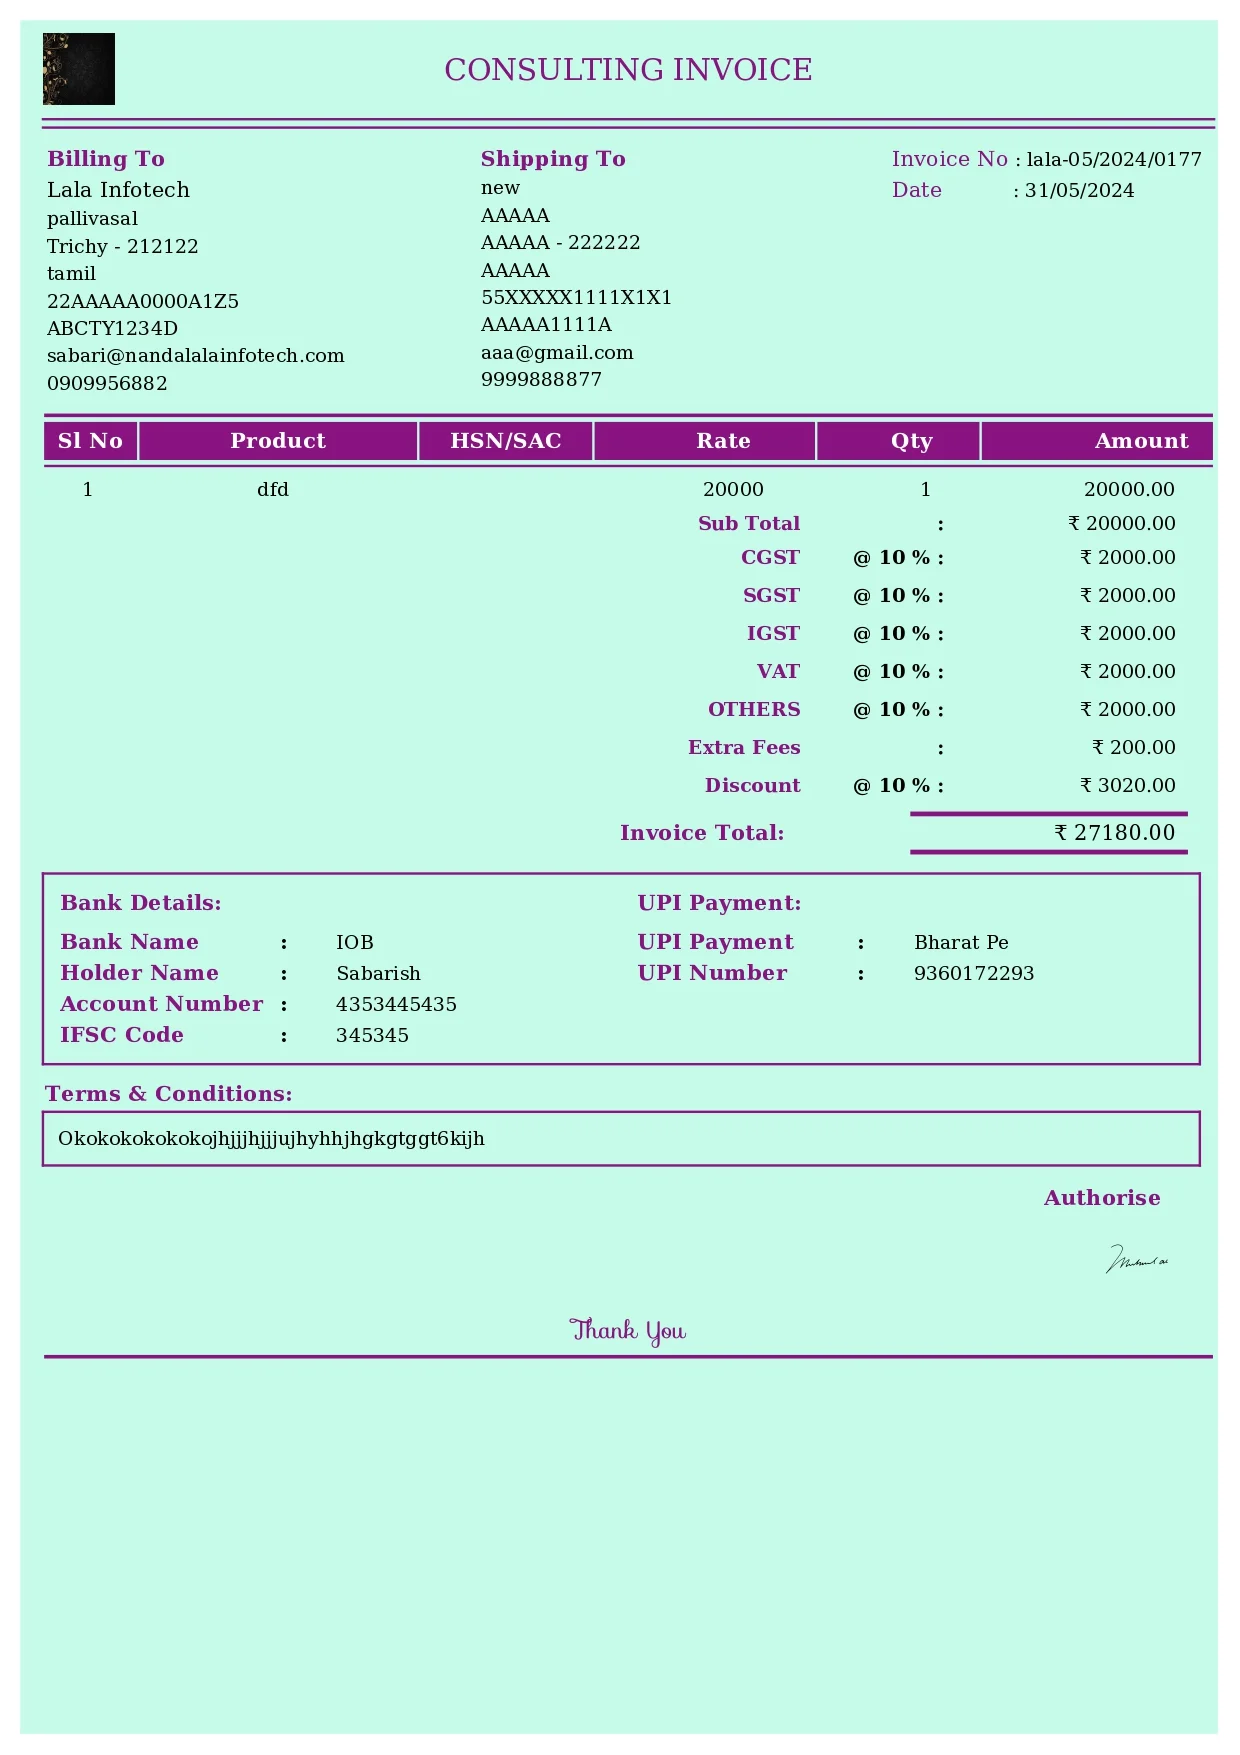 CONSULTING INVOICE
Billing To
Lala Infotech
pallivasal
Trichy - 212122
tamil
22AAAAA0000A1Z5
ABCTY1234D
sabari@nandalalainfotech.com
0909956882
Shipping To
new
AAAAA
AAAAA - 222222
AAAAA
55XXXXX1111X1X1
AAAAA1111A
aaa@gmail.com
9999888877
Invoice No : lala-05/2024/0177
Date : 31/05/2024
Sl No Product HSN/SAC Rate Qty Amount
1 dfd 20000 1 20000.00
Sub Total : ₹ 20000.00
CGST @ 10 % : ₹ 2000.00
SGST @ 10 % : ₹ 2000.00
IGST @ 10 % : ₹ 2000.00
VAT @ 10 % : ₹ 2000.00
OTHERS @ 10 % : ₹ 2000.00
Extra Fees : ₹ 200.00
Discount @ 10 % : ₹ 3020.00
Invoice Total: ₹ 27180.00
Bank Details:
Bank Name : IOB
Holder Name : Sabarish
Account Number : 4353445435
IFSC Code : 345345
UPI Payment:
UPI Payment : Bharat Pe
UPI Number : 9360172293
Terms & Conditions:
Okokokokokokojhjjjhjjjujhyhhjhgkgtggt6kijh
Authorise
Thank You